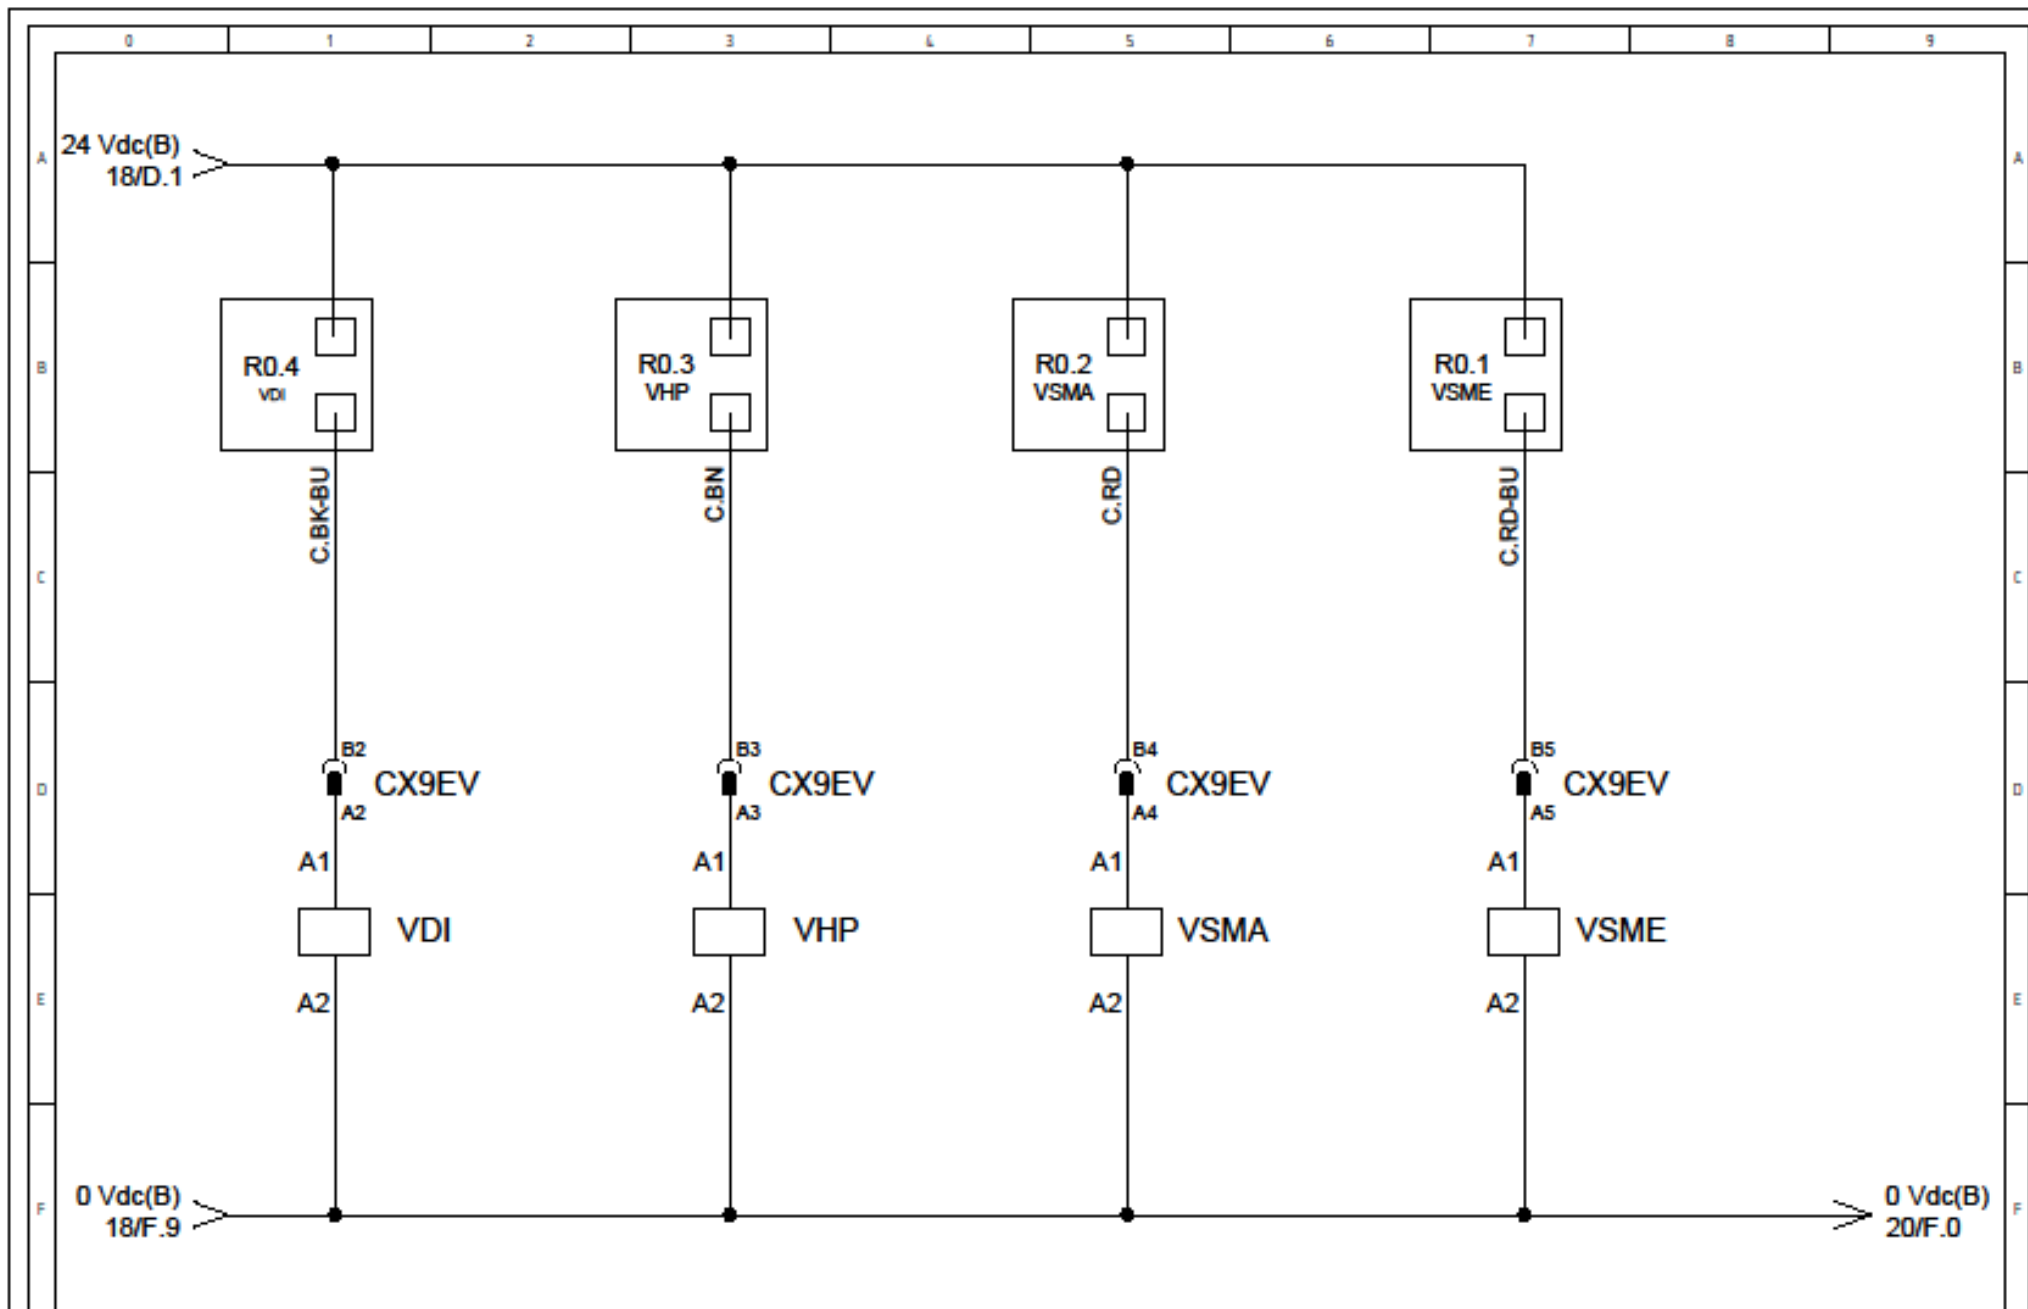 0 1 2 3 4 5 6 7 8 9
A 24 Vdc(B) A
18/D.1
B R0.4 R0.3 R0.2 R0.1 B
VDI VHP VSMA VSME
C.BK-BU C.BN C.RD C.RD-BU
C C
B2 B3 B4 B5
D CX9EV CX9EV CX9EV CX9EV D
A2 A3 A4 A5
A1 A1 A1 A1
VDI VHP VSMA VSME
E A2 A2 A2 A2 E
F 0 Vdc(B) 0 Vdc(B) F
18/F.9 20/F.0